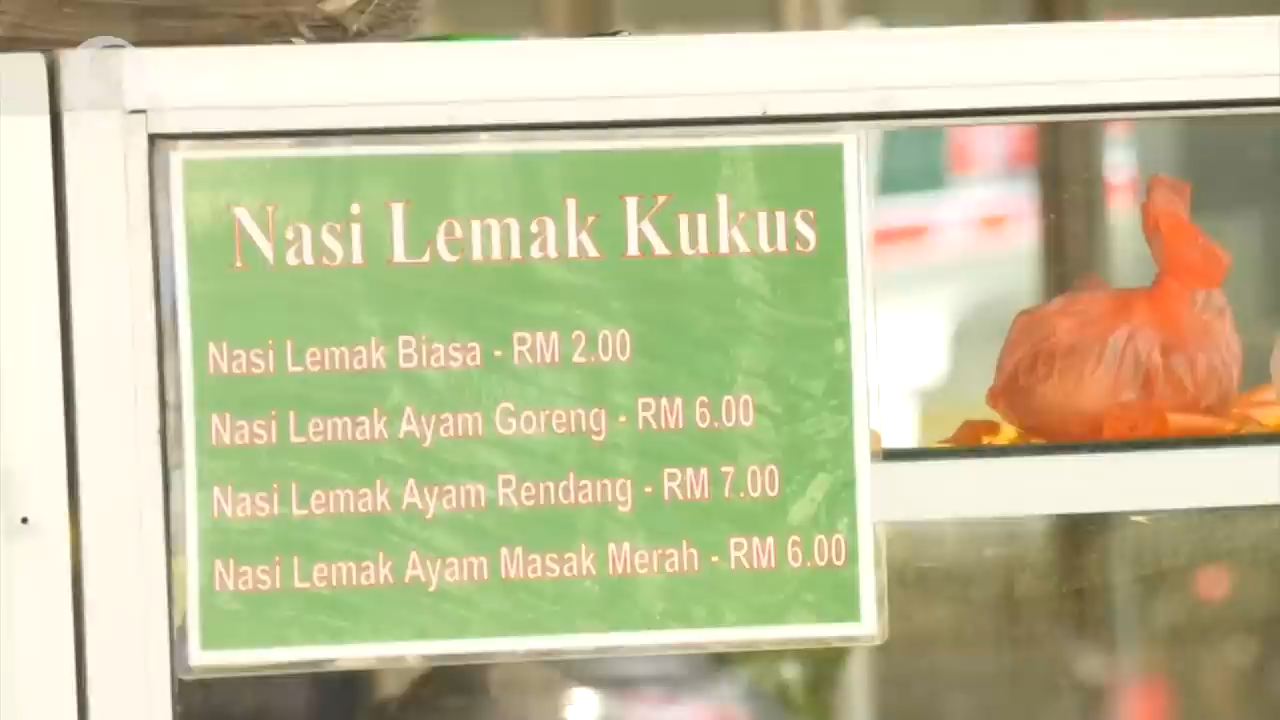 Nasi Lemak Kukus
Nasi Lemak Biasa - RM 2.00
Nasi Lemak Ayam Goreng - RM 6.00
Nasi Lemak Ayam Rendang - RM 7.00
Nasi Lemak Ayam Masak Merah - RM 6.00